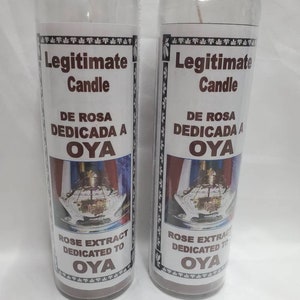 Legitimate
Candle
DE ROSA
DEDICADA A
OYA
ROSE EXTRACT
DEDICATED TO
OYA
Legitimate
Candle
DE ROSA
DEDICADA A
OYA
ROSE EXTRACT
DEDICATED TO
OYA